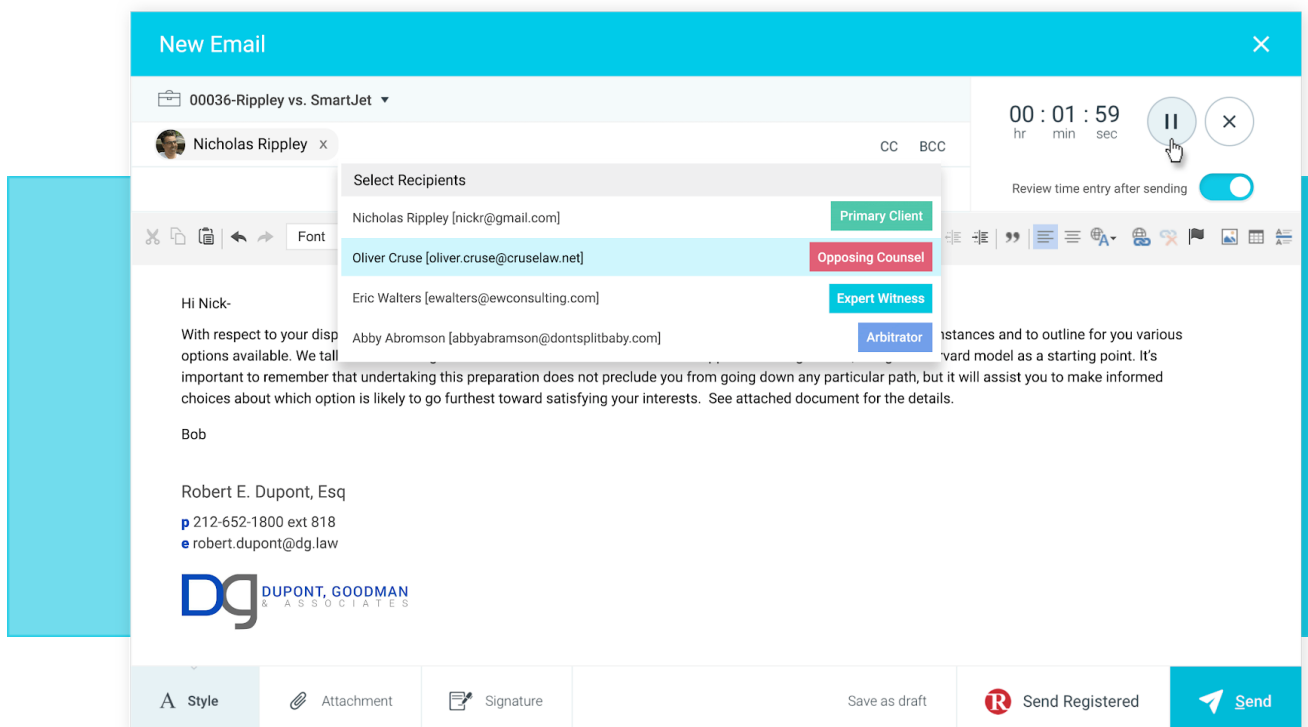 New Email
00036-Rippley vs. SmartJet
00 : 01 : 59
hr min sec
Nicholas Rippley x
CC BCC
Review time entry after sending
Select Recipients
Nicholas Rippley [nickr@gmail.com] Primary Client
Oliver Cruse [oliver.cruse@cruselaw.net] Opposing Counsel
Eric Walters [ewalters@ewconsulting.com] Expert Witness
Abby Abromson [abbyabramson@dontsplitbaby.com] Arbitrator
Font
Hi Nick-
With respect to your and to outline for you various
options available. We model as a starting point. It's
important to remember that undertaking this preparation does not preclude you from going down any particular path, but it will assist you to make informed
choices about which option is likely to go furthest toward satisfying your interests. See attached document for the details.
Bob
Robert E. Dupont, Esq
p 212-652-1800 ext 818
e robert.dupont@dg.law
Dg DUPONT, GOODMAN
& ASSOCIATES
A Style
Attachment
Signature
Save as draft
R Send Registered
Send